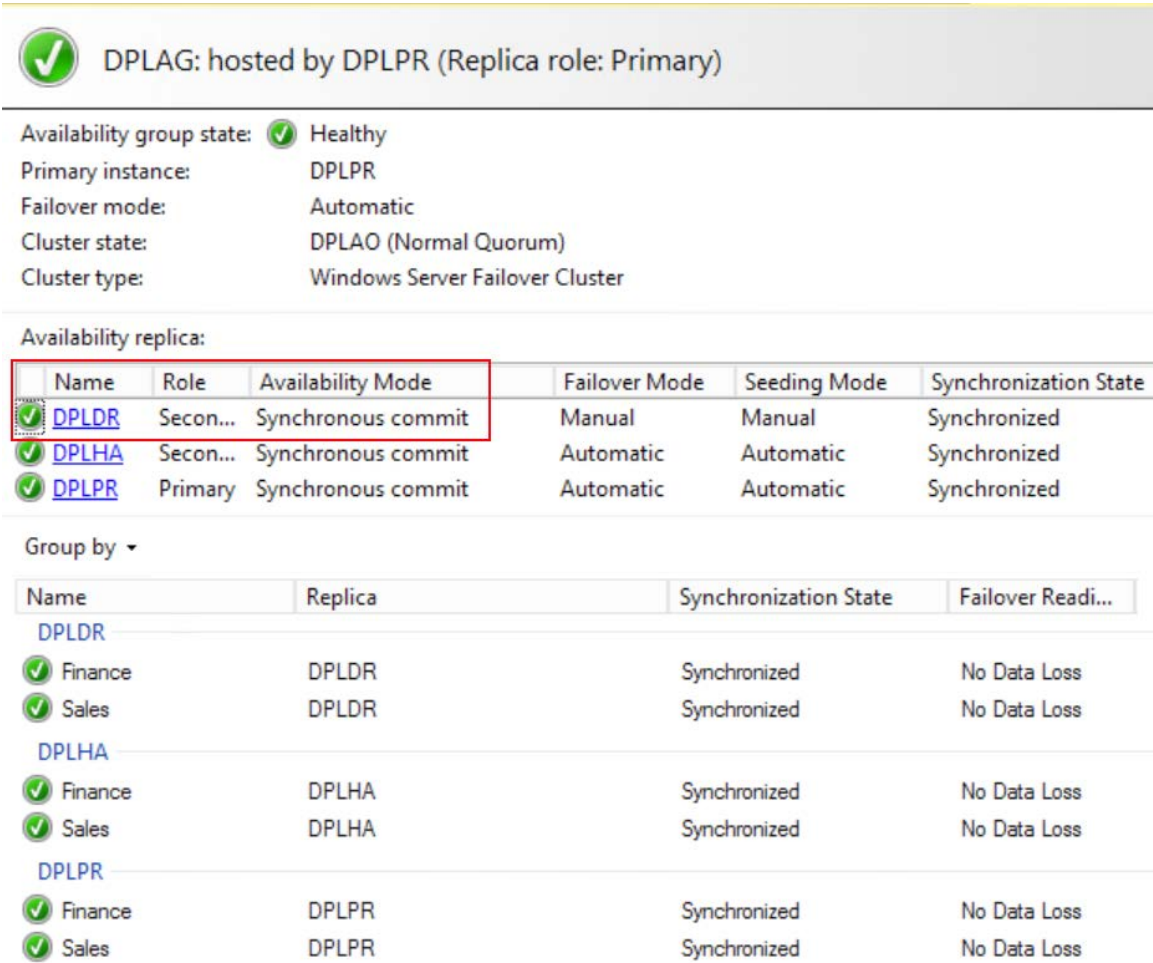 DPLAG: hosted by DPLPR (Replica role: Primary)
Availability group state: Healthy
Primary instance: DPLPR
Failover mode: Automatic
Cluster state: DPLAO (Normal Quorum)
Cluster type: Windows Server Failover Cluster
Availability replica:
Name Role Availability Mode Failover Mode Seeding Mode Synchronization State
DPLDR Secon... Synchronous commit Manual Manual Synchronized
DPLHA Secon... Synchronous commit Automatic Automatic Synchronized
DPLPR Primary Synchronous commit Automatic Automatic Synchronized
Group by
Name Replica Synchronization State Failover Readi...
DPLDR
Finance DPLDR Synchronized No Data Loss
Sales DPLDR Synchronized No Data Loss
DPLHA
Finance DPLHA Synchronized No Data Loss
Sales DPLHA Synchronized No Data Loss
DPLPR
Finance DPLPR Synchronized No Data Loss
Sales DPLPR Synchronized No Data Loss